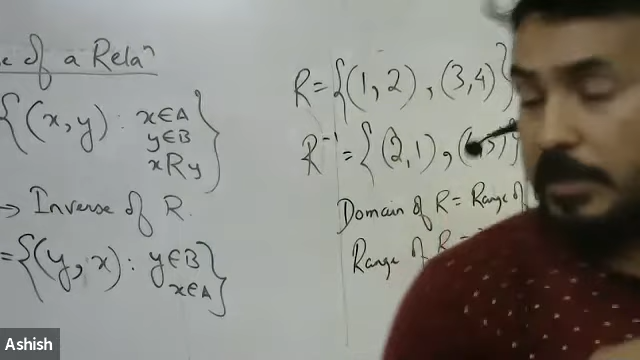 of a Relaⁿ
{(x, y) : x∈A
y∈B
xRy}
→ Inverse of R.
= {(y, x) : y∈B
x∈A}
R = {(1, 2), (3, 4)}
R⁻¹ = {(2, 1), (
Domain of R = Range of
Range of R =
Ashish